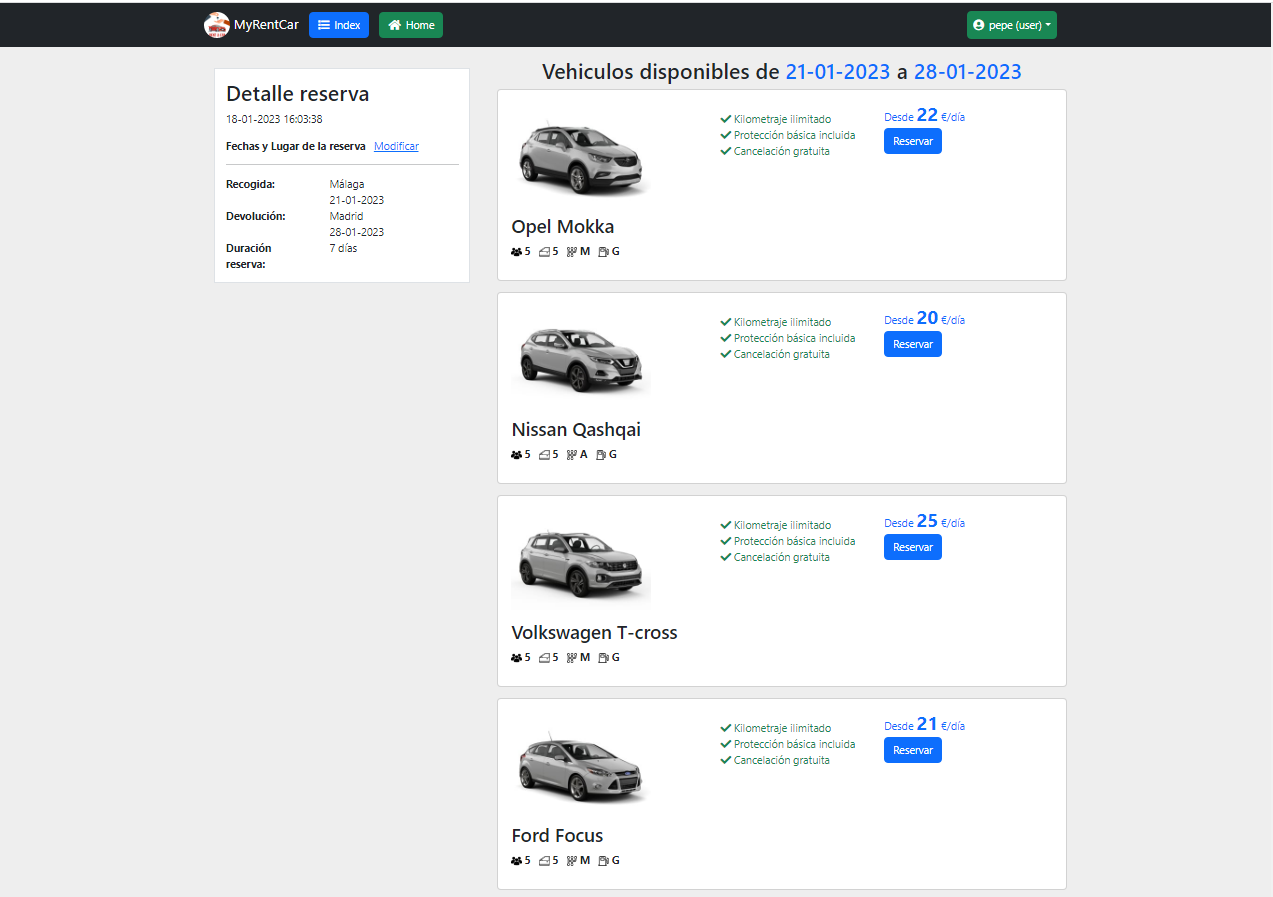 MyRentCar Index Home pepe (user)
Detalle reserva
18-01-2023 16:03:38
Fechas y Lugar de la reserva Modificar
Recogida: Málaga
21-01-2023
Devolución: Madrid
28-01-2023
Duración 7 días
reserva:
Vehiculos disponibles de 21-01-2023 a 28-01-2023
Kilometraje ilimitado
Protección básica incluida
Cancelación gratuita
Desde 22 €/día
Reservar
Opel Mokka
5 5 M G
Kilometraje ilimitado
Protección básica incluida
Cancelación gratuita
Desde 20 €/día
Reservar
Nissan Qashqai
5 5 A G
Kilometraje ilimitado
Protección básica incluida
Cancelación gratuita
Desde 25 €/día
Reservar
Volkswagen T-cross
5 5 M G
Kilometraje ilimitado
Protección básica incluida
Cancelación gratuita
Desde 21 €/día
Reservar
Ford Focus
5 5 M G